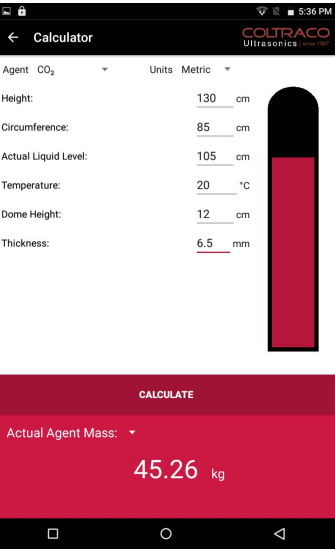 5:36 PM
Calculator
COLTRACO
Ultrasonics | since 1987
Agent CO₂ Units Metric
Height: 130 cm
Circumference: 85 cm
Actual Liquid Level: 105 cm
Temperature: 20 °C
Dome Height: 12 cm
Thickness: 6.5 mm
CALCULATE
Actual Agent Mass:
45.26 kg